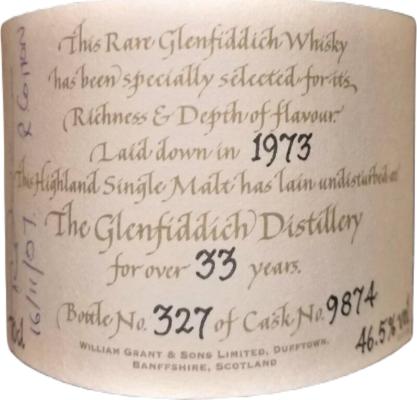 This Rare Glenfiddich Whisky
has been specially selected for its
Richness & Depth of flavour.
Laid down in 1973
This Highland Single Malt has lain undisturbed at
The Glenfiddich Distillery
for over 33 years.
Bottle No. 327 of Cask No. 9874
WILLIAM GRANT & SONS LIMITED, DUFFTOWN,
BANFFSHIRE, SCOTLAND
46.5% vol.
16/11/07